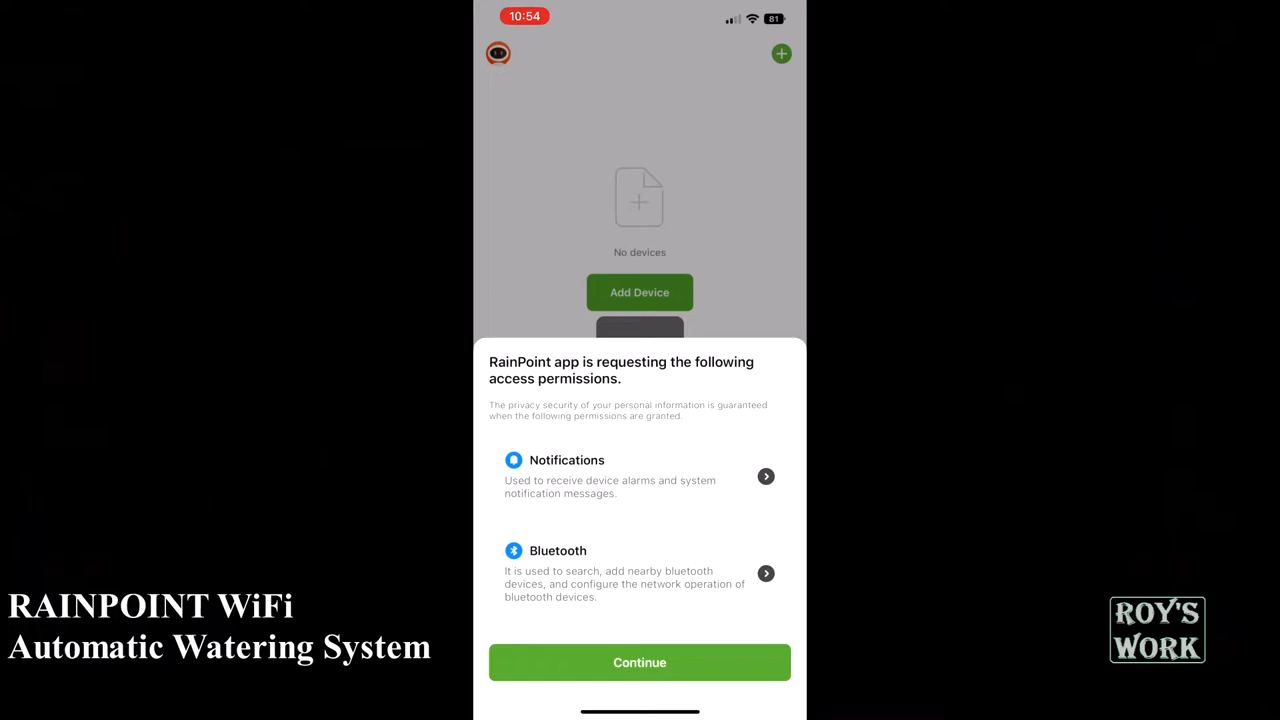 10:54
81
No devices
Add Device
RainPoint app is requesting the following
access permissions.
The privacy security of your personal information is guaranteed
when the following permissions are granted.
Notifications
Used to receive device alarms and system
notification messages.
Bluetooth
It is used to search, add nearby bluetooth
devices, and configure the network operation of
bluetooth devices.
Continue
RAINPOINT WiFi
Automatic Watering System
ROY'S
WORK